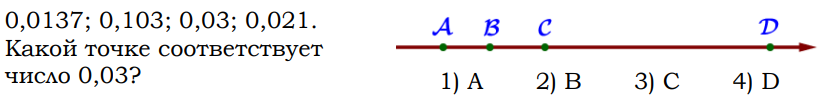 0,0137; 0,103; 0,03; 0,021.
Какой точке соответствует
число 0,03?
A B C D
1) A 2) B 3) C 4) D